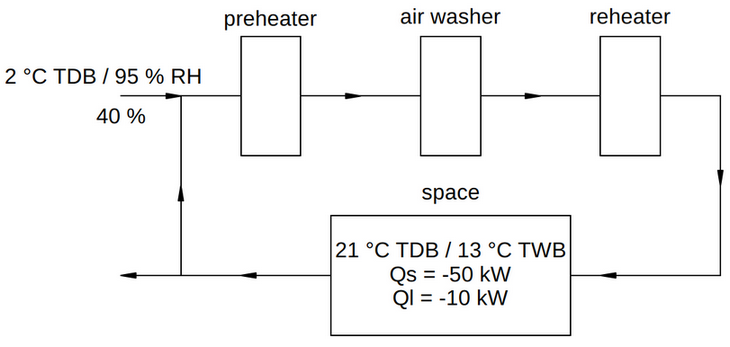 preheater
air washer
reheater
2 °C TDB / 95 % RH
40 %
space
21 °C TDB / 13 °C TWB
Qs = -50 kW
Ql = -10 kW